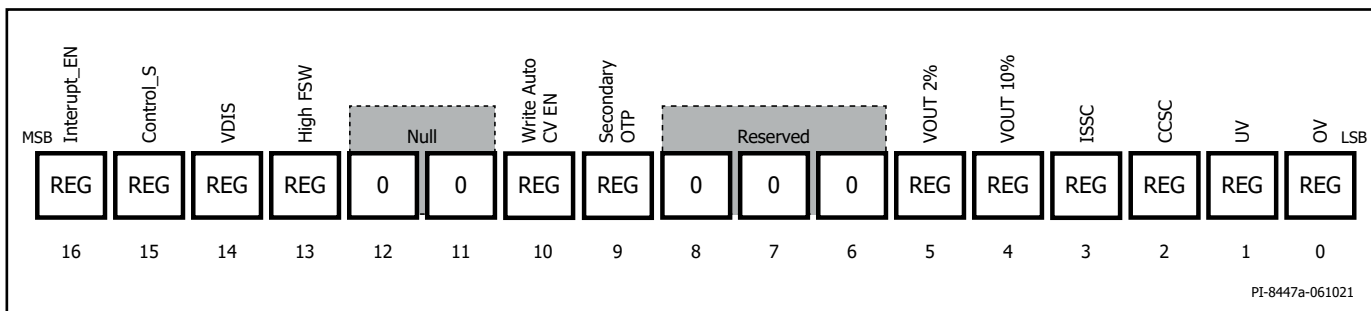 Interupt_EN
Control_S
VDIS
High FSW
Write Auto
CV EN
Secondary
OTP
VOUT 2%
VOUT 10%
ISSC
CCSC
UV
OV
MSB
Null
Reserved
LSB
REG REG REG REG 0 0 REG REG 0 0 0 REG REG REG REG REG REG
16 15 14 13 12 11 10 9 8 7 6 5 4 3 2 1 0
PI-8447a-061021